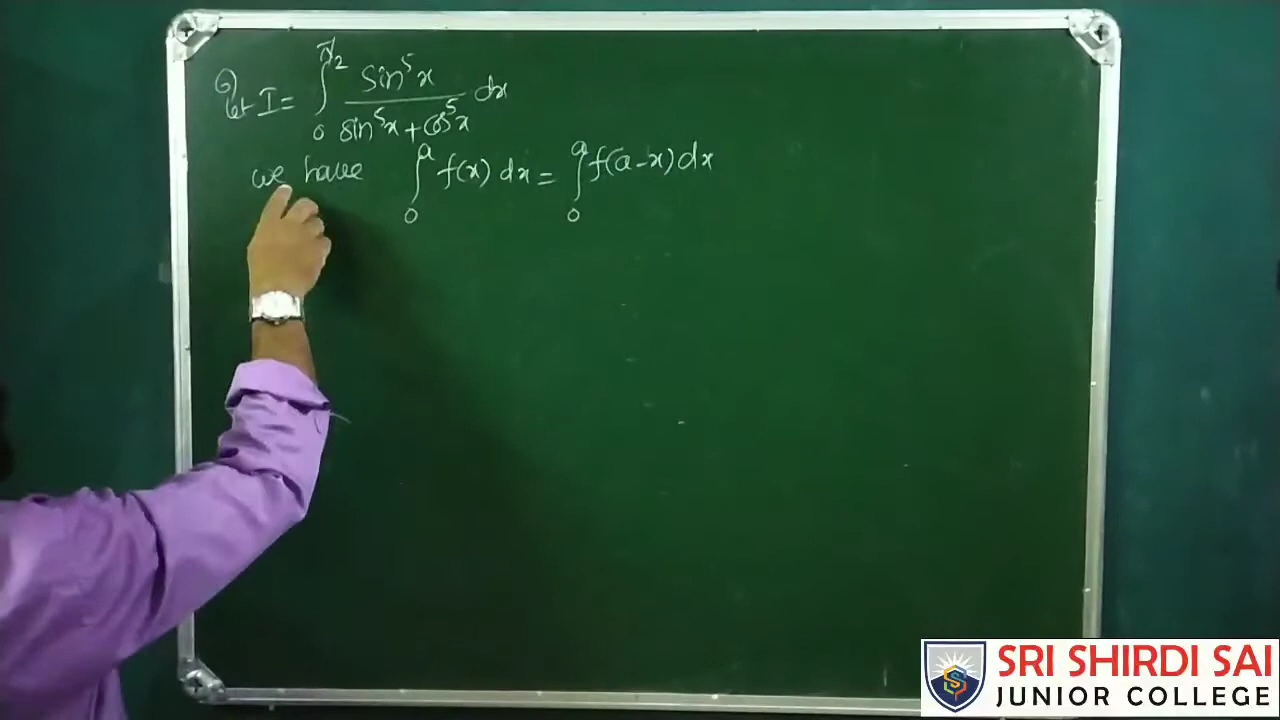 Let I = ∫₀^(π/2) sin⁵x / (sin⁵x + cos⁵x) dx
we have ∫₀^a f(x) dx = ∫₀^a f(a-x) dx
SRI SHIRDI SAI
JUNIOR COLLEGE